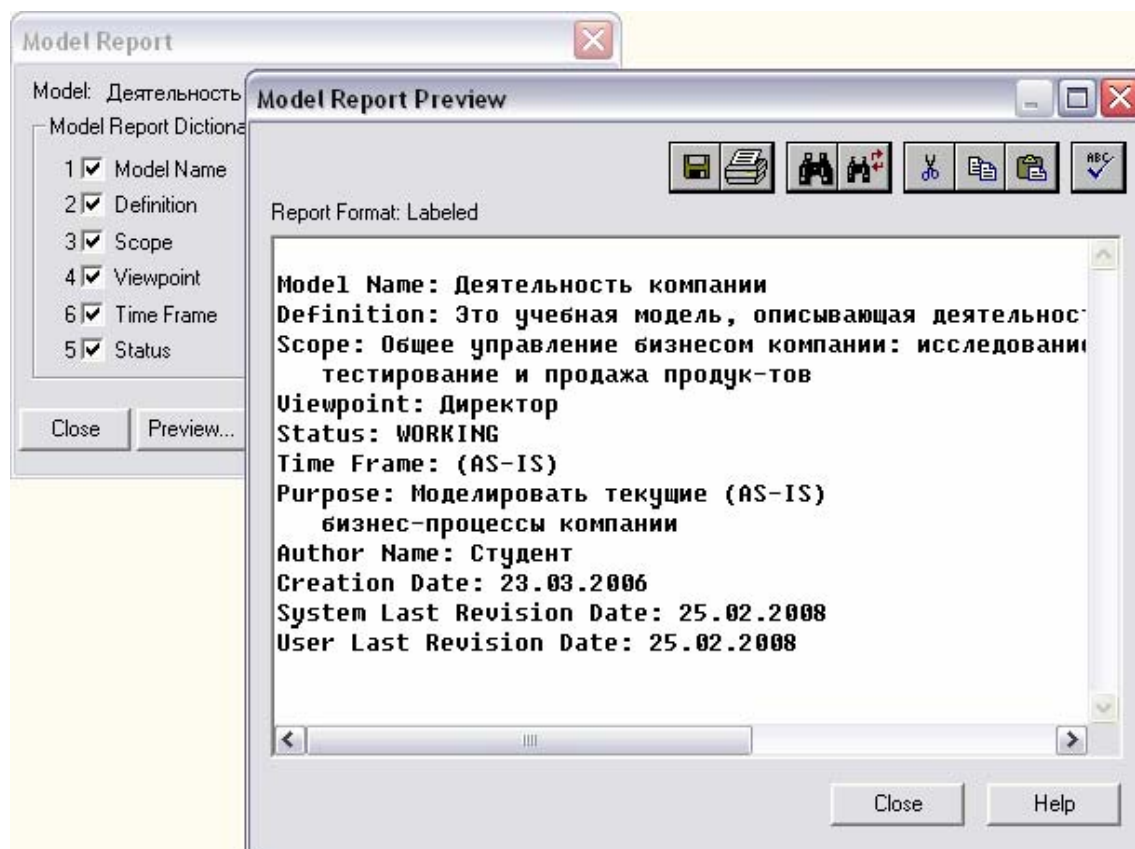 Model Report
Model: Деятельность
Model Report Dictiona
1 Model Name
2 Definition
3 Scope
4 Viewpoint
6 Time Frame
5 Status
Close Preview...
Model Report Preview
ABC
Report Format: Labeled
Model Name: Деятельность компании
Definition: Это учебная модель, описывающая деятельнос
Scope: Общее управление бизнесом компании: исследование
тестирование и продажа продук-тов
Viewpoint: Директор
Status: WORKING
Time Frame: (AS-IS)
Purpose: Моделировать текущие (AS-IS)
бизнес-процессы компании
Author Name: Студент
Creation Date: 23.03.2006
System Last Revision Date: 25.02.2008
User Last Revision Date: 25.02.2008
Close Help